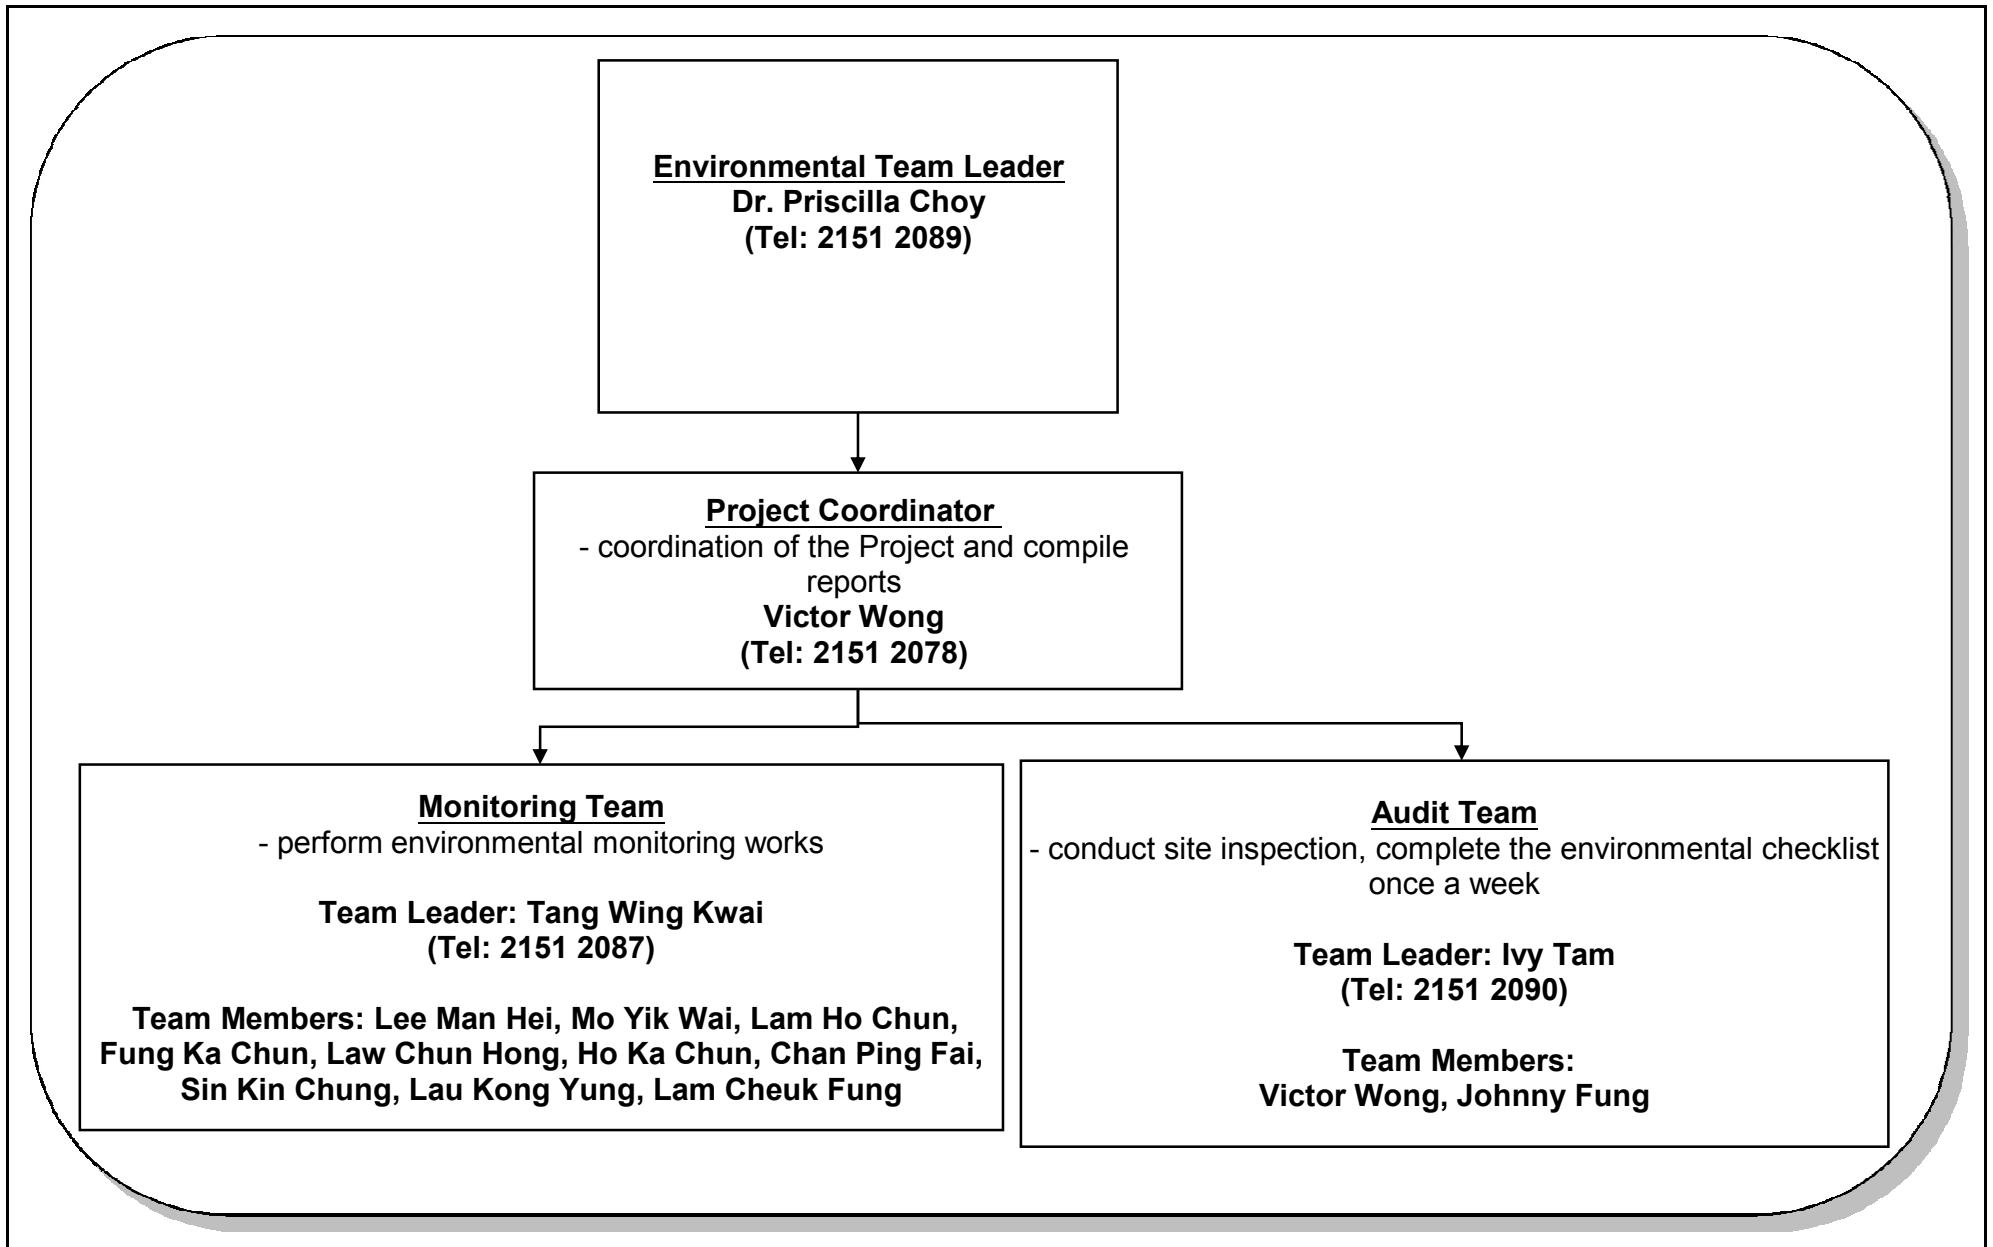 Environmental Team Leader
Dr. Priscilla Choy
(Tel: 2151 2089)
Project Coordinator
- coordination of the Project and compile
reports
Victor Wong
(Tel: 2151 2078)
Monitoring Team
- perform environmental monitoring works
Team Leader: Tang Wing Kwai
(Tel: 2151 2087)
Team Members: Lee Man Hei, Mo Yik Wai, Lam Ho Chun,
Fung Ka Chun, Law Chun Hong, Ho Ka Chun, Chan Ping Fai,
Sin Kin Chung, Lau Kong Yung, Lam Cheuk Fung
Audit Team
- conduct site inspection, complete the environmental checklist
once a week
Team Leader: Ivy Tam
(Tel: 2151 2090)
Team Members:
Victor Wong, Johnny Fung